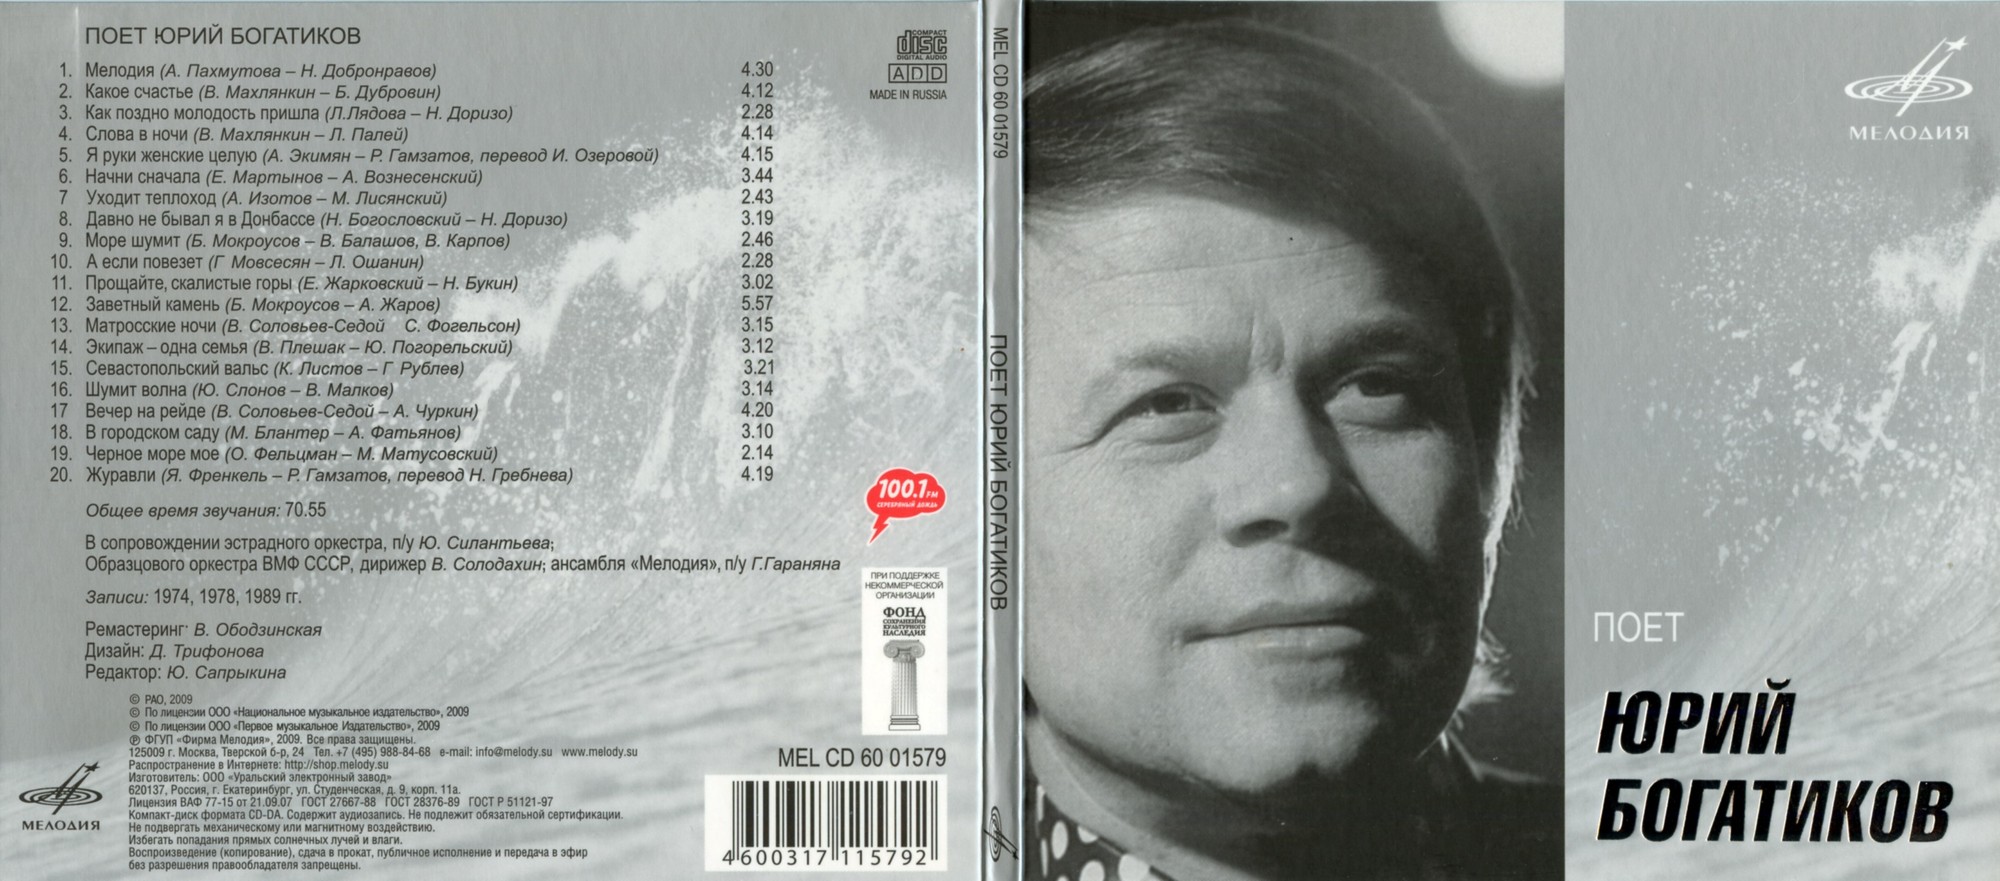 ПОЕТ ЮРИЙ БОГАТИКОВ
1. Мелодия (А. Пахмутова – Н. Добронравов) 4.30
2. Какое счастье (В. Махлянкин – Б. Дубровин) 4.12
3. Как поздно молодость пришла (Л.Лядова – Н. Доризо) 2.28
4. Слова в ночи (В. Махлянкин – Л. Палей) 4.14
5. Я руки женские целую (А. Экимян – Р. Гамзатов, перевод И. Озеровой) 4.15
6. Начни сначала (Е. Мартынов – А. Вознесенский) 3.44
7 Уходит теплоход (А. Изотов – М. Лисянский) 2.43
8. Давно не бывал я в Донбассе (Н. Богословский – Н. Доризо) 3.19
9. Море шумит (Б. Мокроусов – В. Балашов, В. Карпов) 2.46
10. А если повезет (Г Мовсесян – Л. Ошанин) 2.28
11. Прощайте, скалистые горы (Е. Жарковский – Н. Букин) 3.02
12. Заветный камень (Б. Мокроусов – А. Жаров) 5.57
13. Матросские ночи (В. Соловьев-Седой С. Фогельсон) 3.15
14. Экипаж – одна семья (В. Плешак – Ю. Погорельский) 3.12
15. Севастопольский вальс (К. Листов – Г Рублев) 3.21
16. Шумит волна (Ю. Слонов – В. Малков) 3.14
17 Вечер на рейде (В. Соловьев-Седой – А. Чуркин) 4.20
18. В городском саду (М. Блантер – А. Фатьянов) 3.10
19. Черное море мое (О. Фельцман – М. Матусовский) 2.14
20. Журавли (Я. Френкель – Р. Гамзатов, перевод Н. Гребнева) 4.19
Общее время звучания: 70.55
В сопровождении эстрадного оркестра, п/у Ю. Силантьева;
Образцового оркестра ВМФ СССР, дирижер В. Солодахин; ансамбля «Мелодия», п/у Г.Гараняна
Записи: 1974, 1978, 1989 гг.
Ремастеринг В. Ободзинская
Дизайн: Д. Трифонова
Редактор: Ю. Сапрыкина
© РАО, 2009
© По лицензии ООО «Национальное музыкальное издательство», 2009
© По лицензии ООО «Первое музыкальное Издательство», 2009
℗ ФГУП «Фирма Мелодия», 2009. Все права защищены.
125009 г. Москва, Тверской б-р, 24 Тел. +7 (495) 988-84-68 e-mail: info@melody.su www.melody.su
Распространение в Интернете: http://shop.melody.su
Изготовитель: ООО «Уральский электронный завод»
620137, Россия, г. Екатеринбург, ул. Студенческая, д. 9, корп. 11а.
Лицензия ВАФ 77-15 от 21.09.07 ГОСТ 27667-88 ГОСТ 28376-89 ГОСТ Р 51121-97
Компакт-диск формата CD-DA. Содержит аудиозапись. Не подлежит обязательной сертификации.
Не подвергать механическому или магнитному воздействию.
Избегать попадания прямых солнечных лучей и влаги.
Воспроизведение (копирование), сдача в прокат, публичное исполнение и передача в эфир
без разрешения правообладателя запрещены.
МЕЛОДИЯ
COMPACT
disc
DIGITAL AUDIO
ADD
MADE IN RUSSIA
100.1 FM
СЕРЕБРЯНЫЙ ДОЖДЬ
ПРИ ПОДДЕРЖКЕ
НЕКОММЕРЧЕСКОЙ
ОРГАНИЗАЦИИ
ФОНД
СОХРАНЕНИЯ
КУЛЬТУРНОГО
НАСЛЕДИЯ
MEL CD 60 01579
4600317115792
MEL CD 60 01579
ПОЕТ ЮРИЙ БОГАТИКОВ
МЕЛОДИЯ
ПОЕТ
ЮРИЙ
БОГАТИКОВ